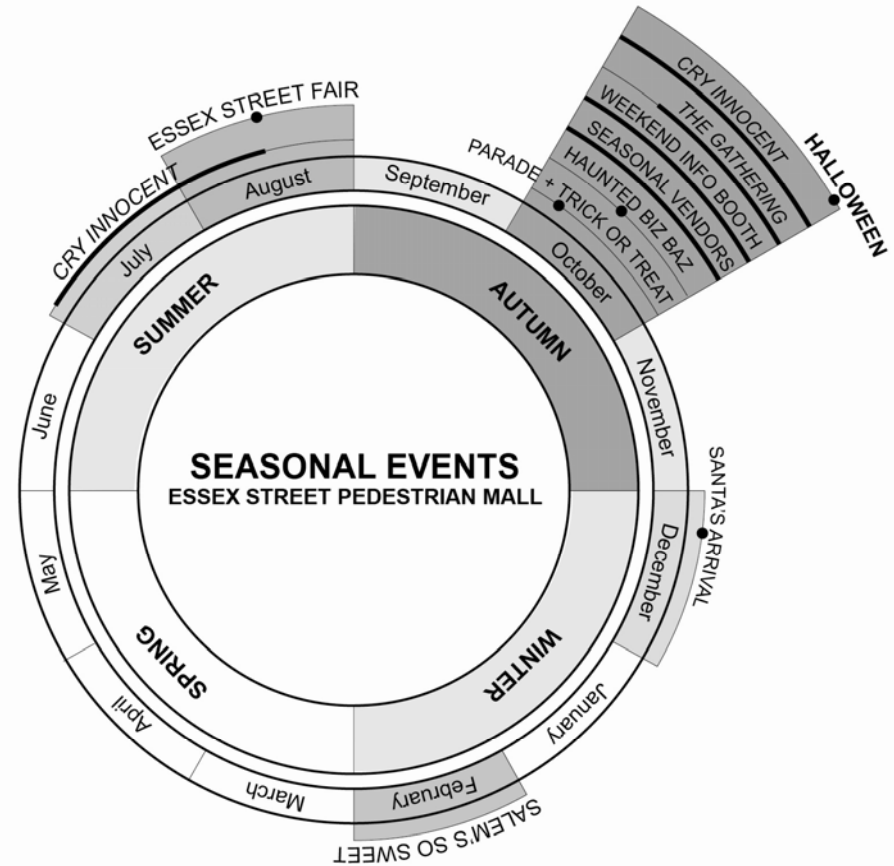 SEASONAL EVENTS
ESSEX STREET PEDESTRIAN MALL
SUMMER
AUTUMN
WINTER
SPRING
September
October
November
December
January
February
March
April
May
June
July
August
CRY INNOCENT
ESSEX STREET FAIR
PARADE
+ TRICK OR TREAT
HAUNTED BIZ BAZ
SEASONAL VENDORS
WEEKEND INFO BOOTH
THE GATHERING
CRY INNOCENT
HALLOWEEN
SANTA'S ARRIVAL
SALEM'S SO SWEET